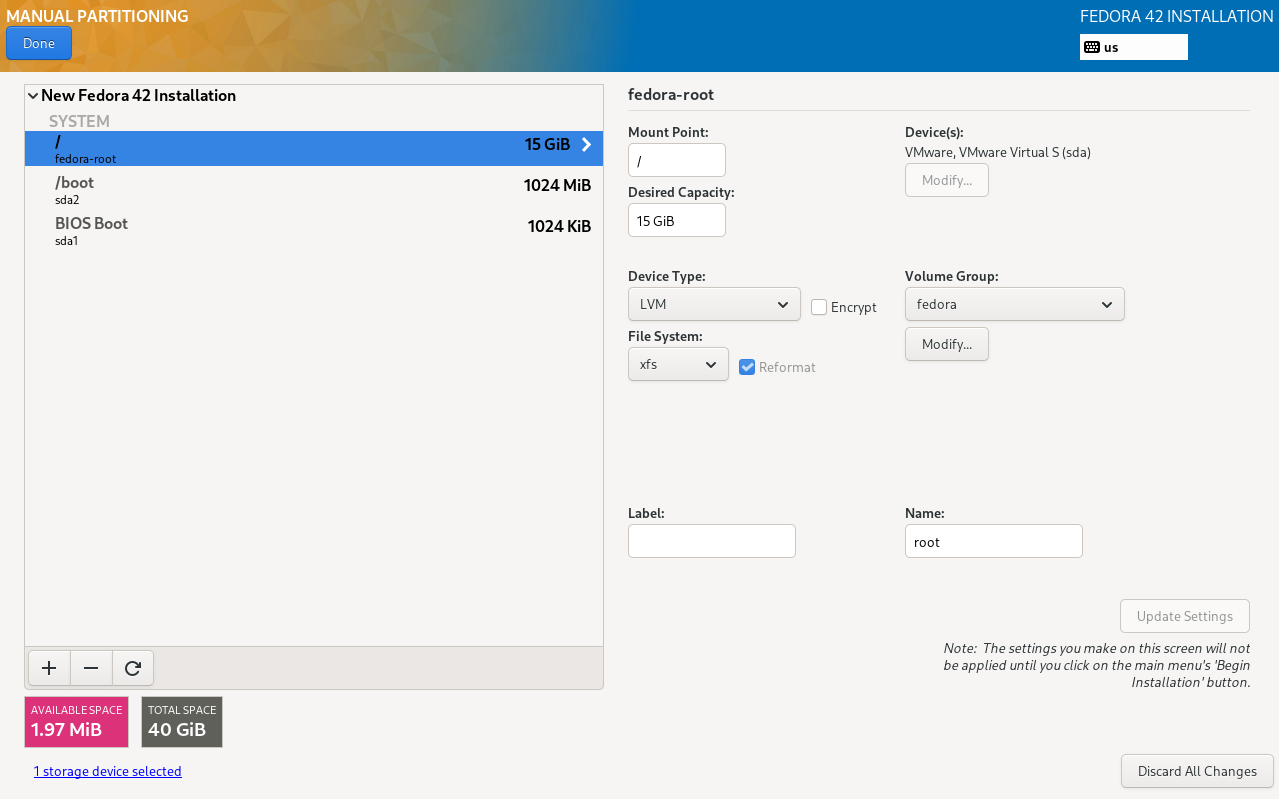 MANUAL PARTITIONING
FEDORA 42 INSTALLATION
Done
us
New Fedora 42 Installation
SYSTEM
/
15 GiB
fedora-root
/boot
1024 MiB
sda2
BIOS Boot
1024 KiB
sda1
AVAILABLE SPACE
1.97 MiB
TOTAL SPACE
40 GiB
1 storage device selected
fedora-root
Mount Point:
/
Desired Capacity:
15 GiB
Device(s):
VMware, VMware Virtual S (sda)
Modify...
Device Type:
LVM
Encrypt
File System:
xfs
Reformat
Volume Group:
fedora
Modify...
Label:
Name:
root
Update Settings
Note:  The settings you make on this screen will not
be applied until you click on the main menu's 'Begin
Installation' button.
Discard All Changes